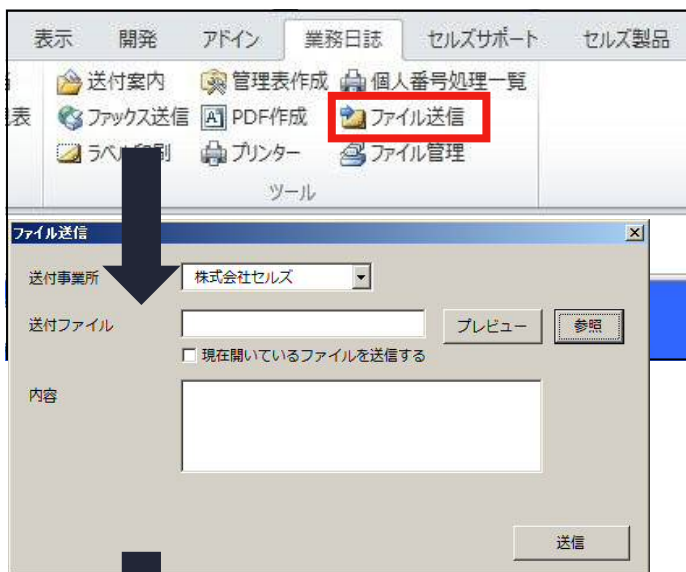 表示 開発 アドイン 業務日誌 セルズサポート セルズ製品
送付案内 管理表作成 個人番号処理一覧
表 ファックス送信 PDF作成 ファイル送信
ラベル印刷 プリンター ファイル管理
ツール
ファイル送信
送付事業所 株式会社セルズ
送付ファイル プレビュー 参照
現在開いているファイルを送信する
内容
送信